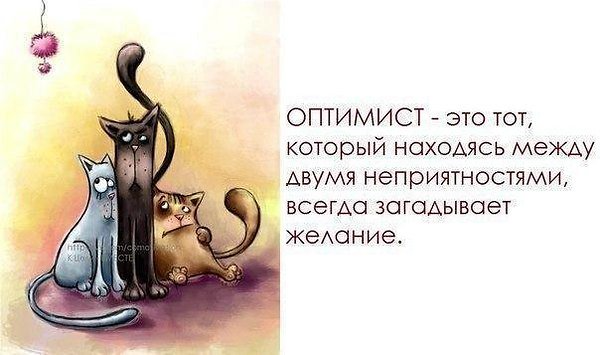 ОПТИМИСТ - это тот,
который находясь между
двумя неприятностями,
всегда загадывает
желание.